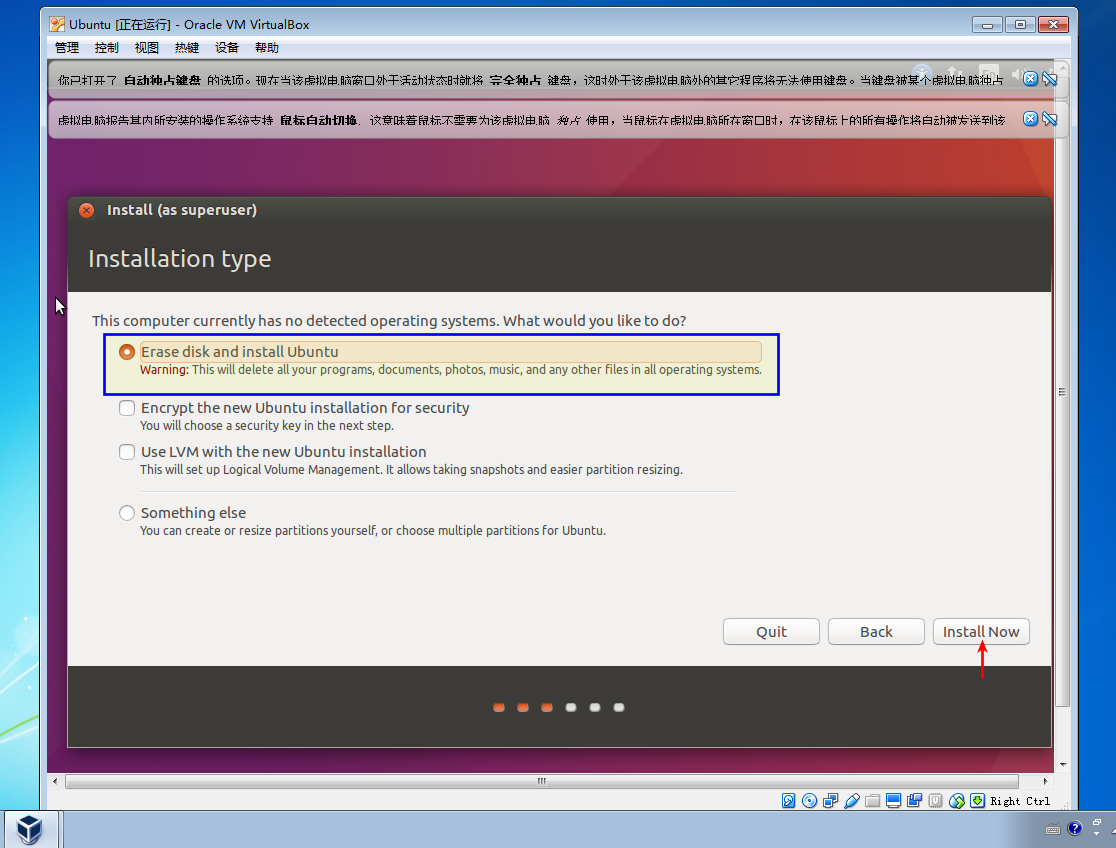 Ubuntu [正在运行] - Oracle VM VirtualBox
管理 控制 视图 热键 设备 帮助
你已打开了 自动独占键盘 的选项。现在当该虚拟电脑窗口处于活动状态时就将 完全独占 键盘，这时处于该虚拟电脑外的其它程序将无法使用键盘。当键盘被某个虚拟电脑独占
虚拟电脑报告其内所安装的操作系统支持 鼠标自动切换. 这意味着鼠标不需要为该虚拟电脑 独占 使用，当鼠标在虚拟电脑所在窗口时，在该鼠标上的所有操作将自动被发送到该
Install (as superuser)
Installation type
This computer currently has no detected operating systems. What would you like to do?
Erase disk and install Ubuntu
Warning: This will delete all your programs, documents, photos, music, and any other files in all operating systems.
Encrypt the new Ubuntu installation for security
You will choose a security key in the next step.
Use LVM with the new Ubuntu installation
This will set up Logical Volume Management. It allows taking snapshots and easier partition resizing.
Something else
You can create or resize partitions yourself, or choose multiple partitions for Ubuntu.
Quit Back Install Now
Right Ctrl